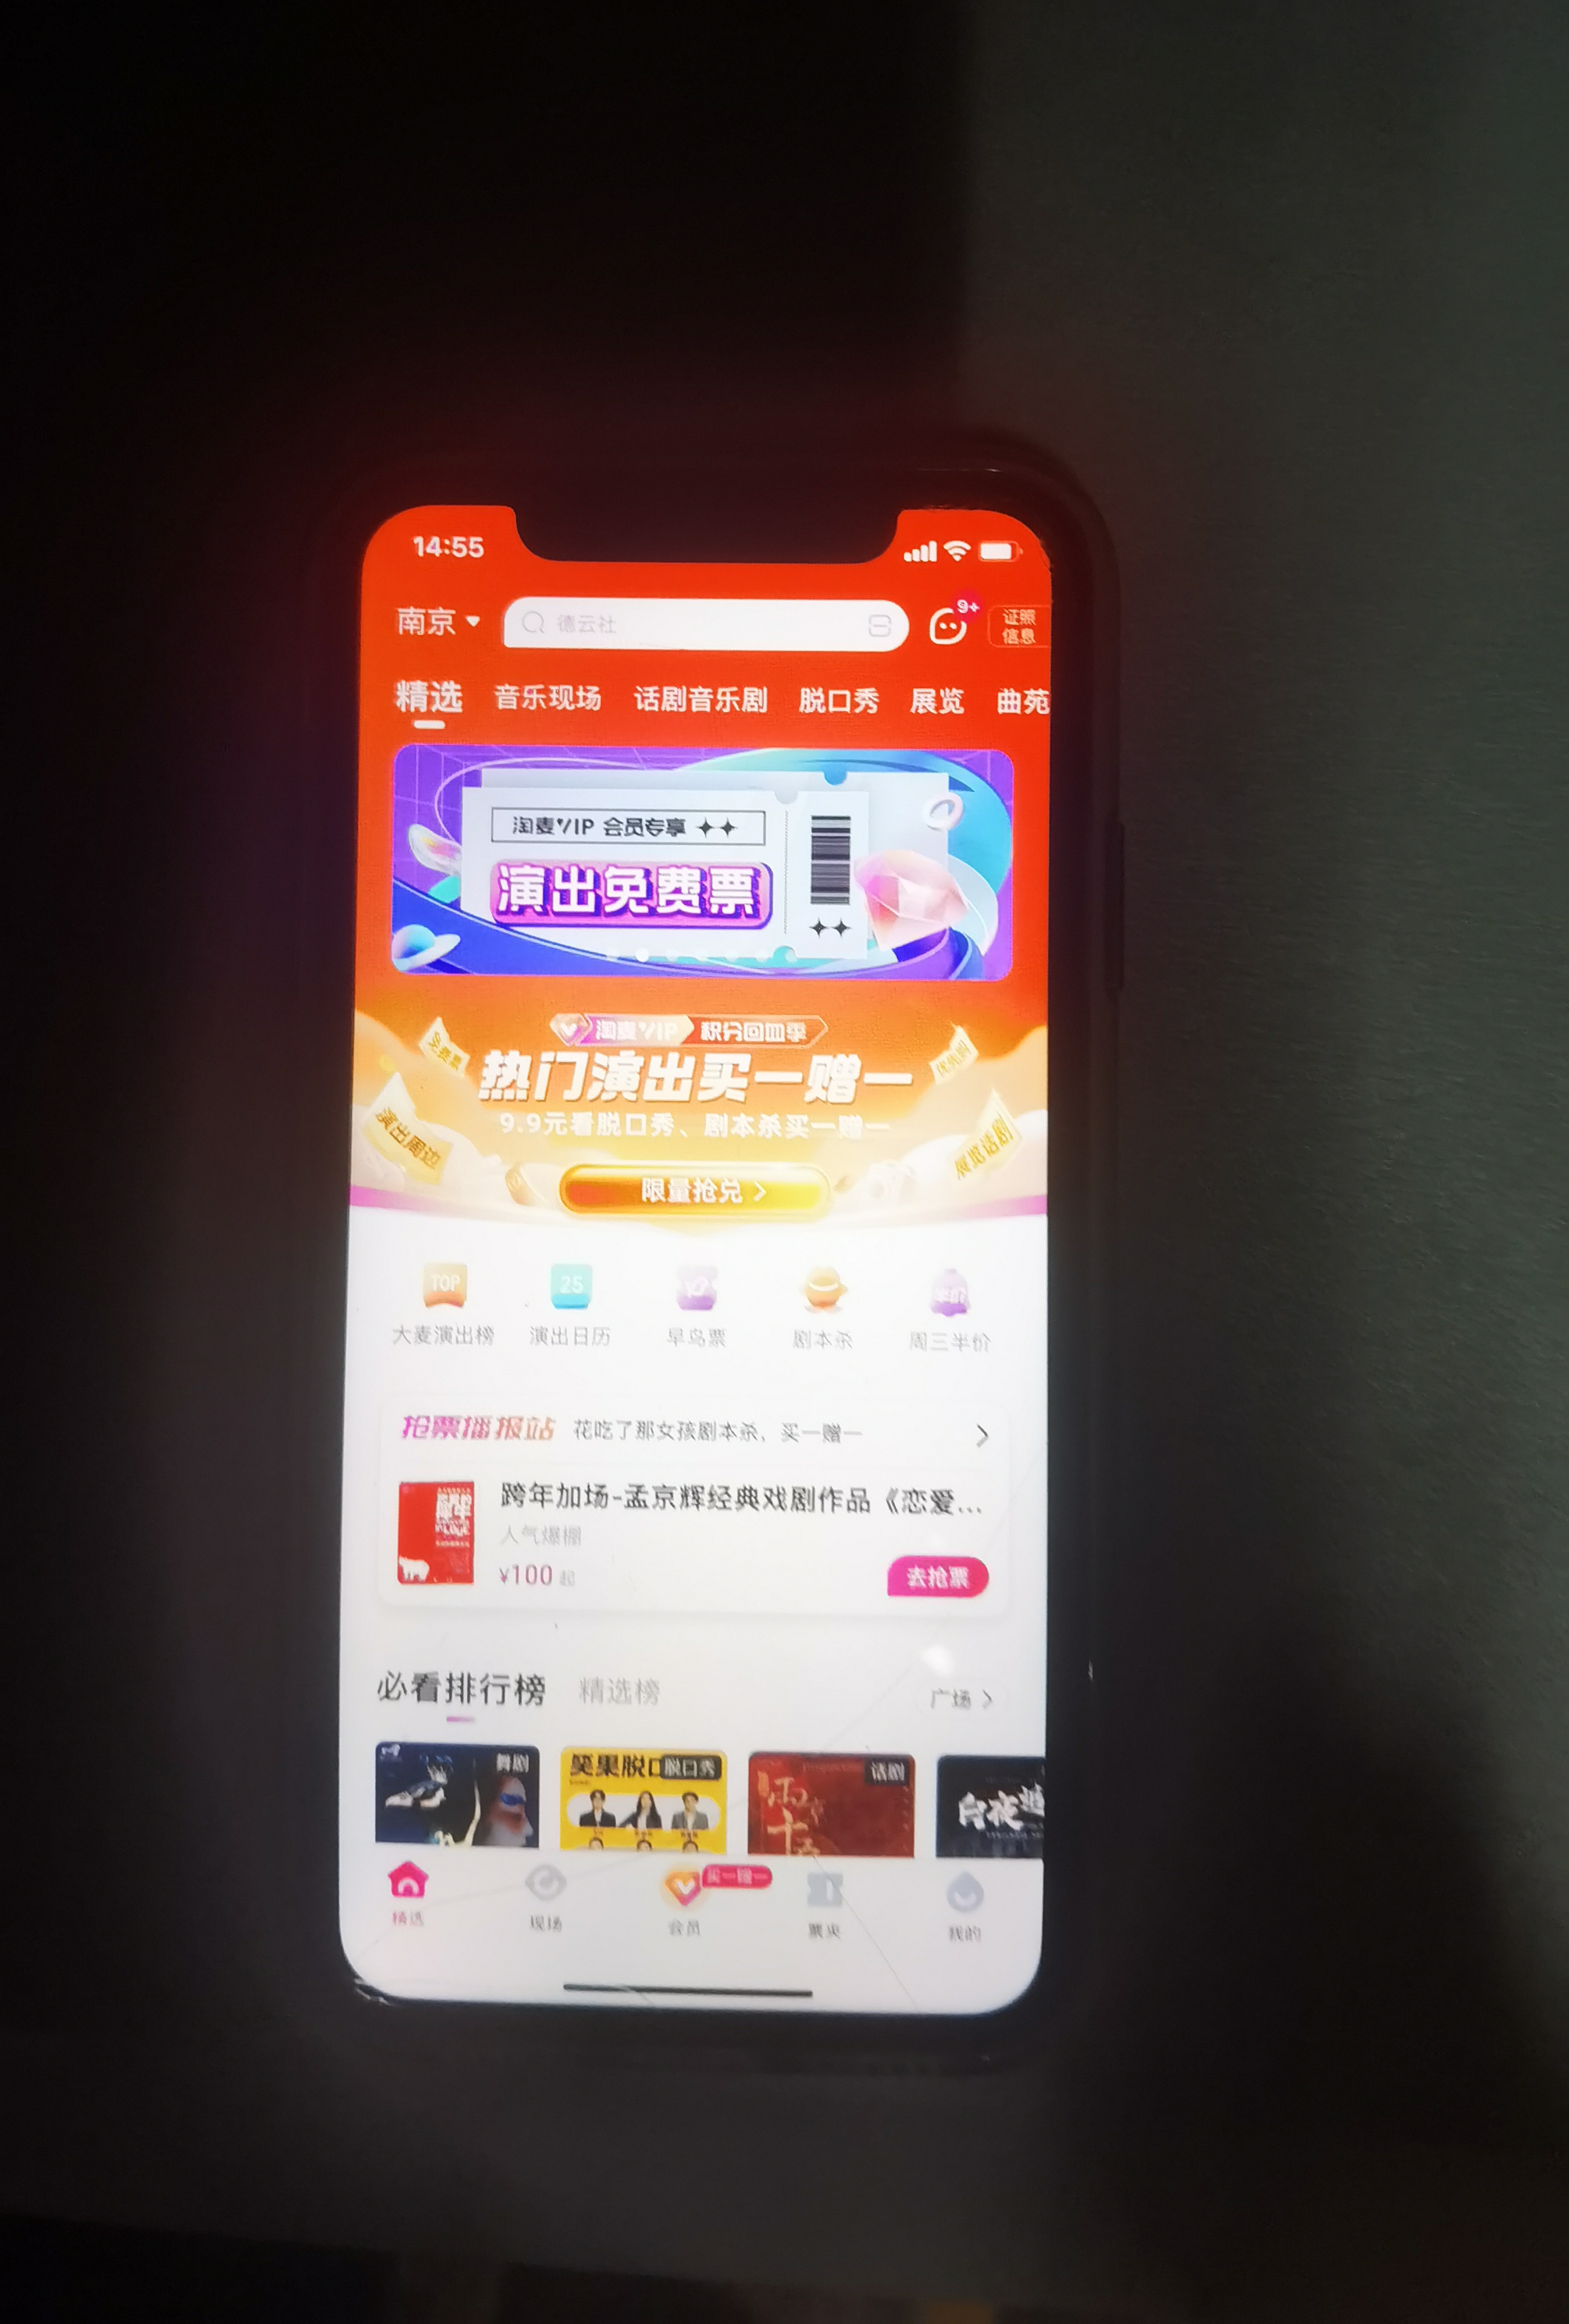 14:55
南京
德云社
9+
证照
信息
精选 音乐现场 话剧音乐剧 脱口秀 展览 曲苑
淘麦VIP 会员专享
演出免费票
淘麦VIP 积分回血季
热门演出买一赠一
9.9元看脱口秀、剧本杀买一赠一
免费票
演出周边
展览话剧
限量抢兑 >
TOP 25 半价
大麦演出榜 演出日历 早鸟票 剧本杀 周三半价
抢票播报站 花吃了那女孩剧本杀，买一赠一
跨年加场-孟京辉经典戏剧作品《恋爱...
人气爆棚
¥100 起
去抢票
必看排行榜 精选榜 广场 >
舞剧
笑果脱口 脱口秀
话剧
白夜追
买一赠一
精选 现场 会员 票夹 我的